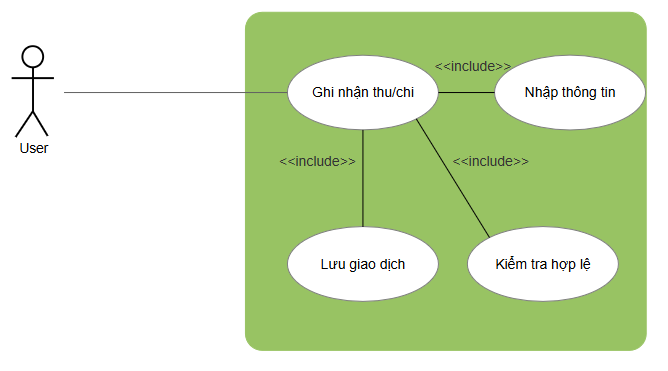 <<include>>
Ghi nhận thu/chi
Nhập thông tin
User
<<include>>
<<include>>
Lưu giao dịch
Kiểm tra hợp lệ